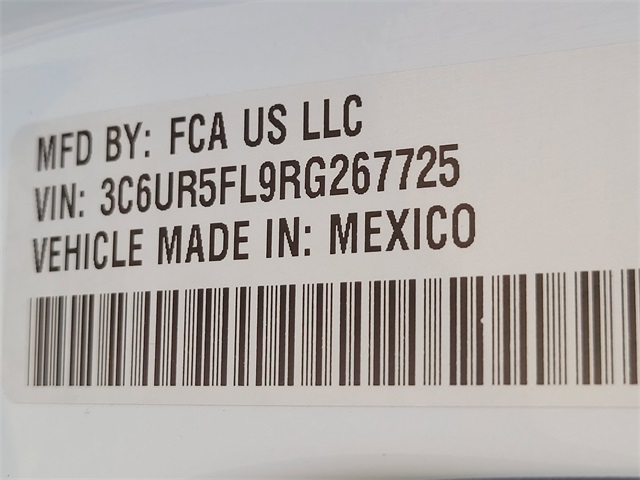 MFD BY: FCA US LLC
VIN: 3C6UR5FL9RG267725
VEHICLE MADE IN: MEXICO